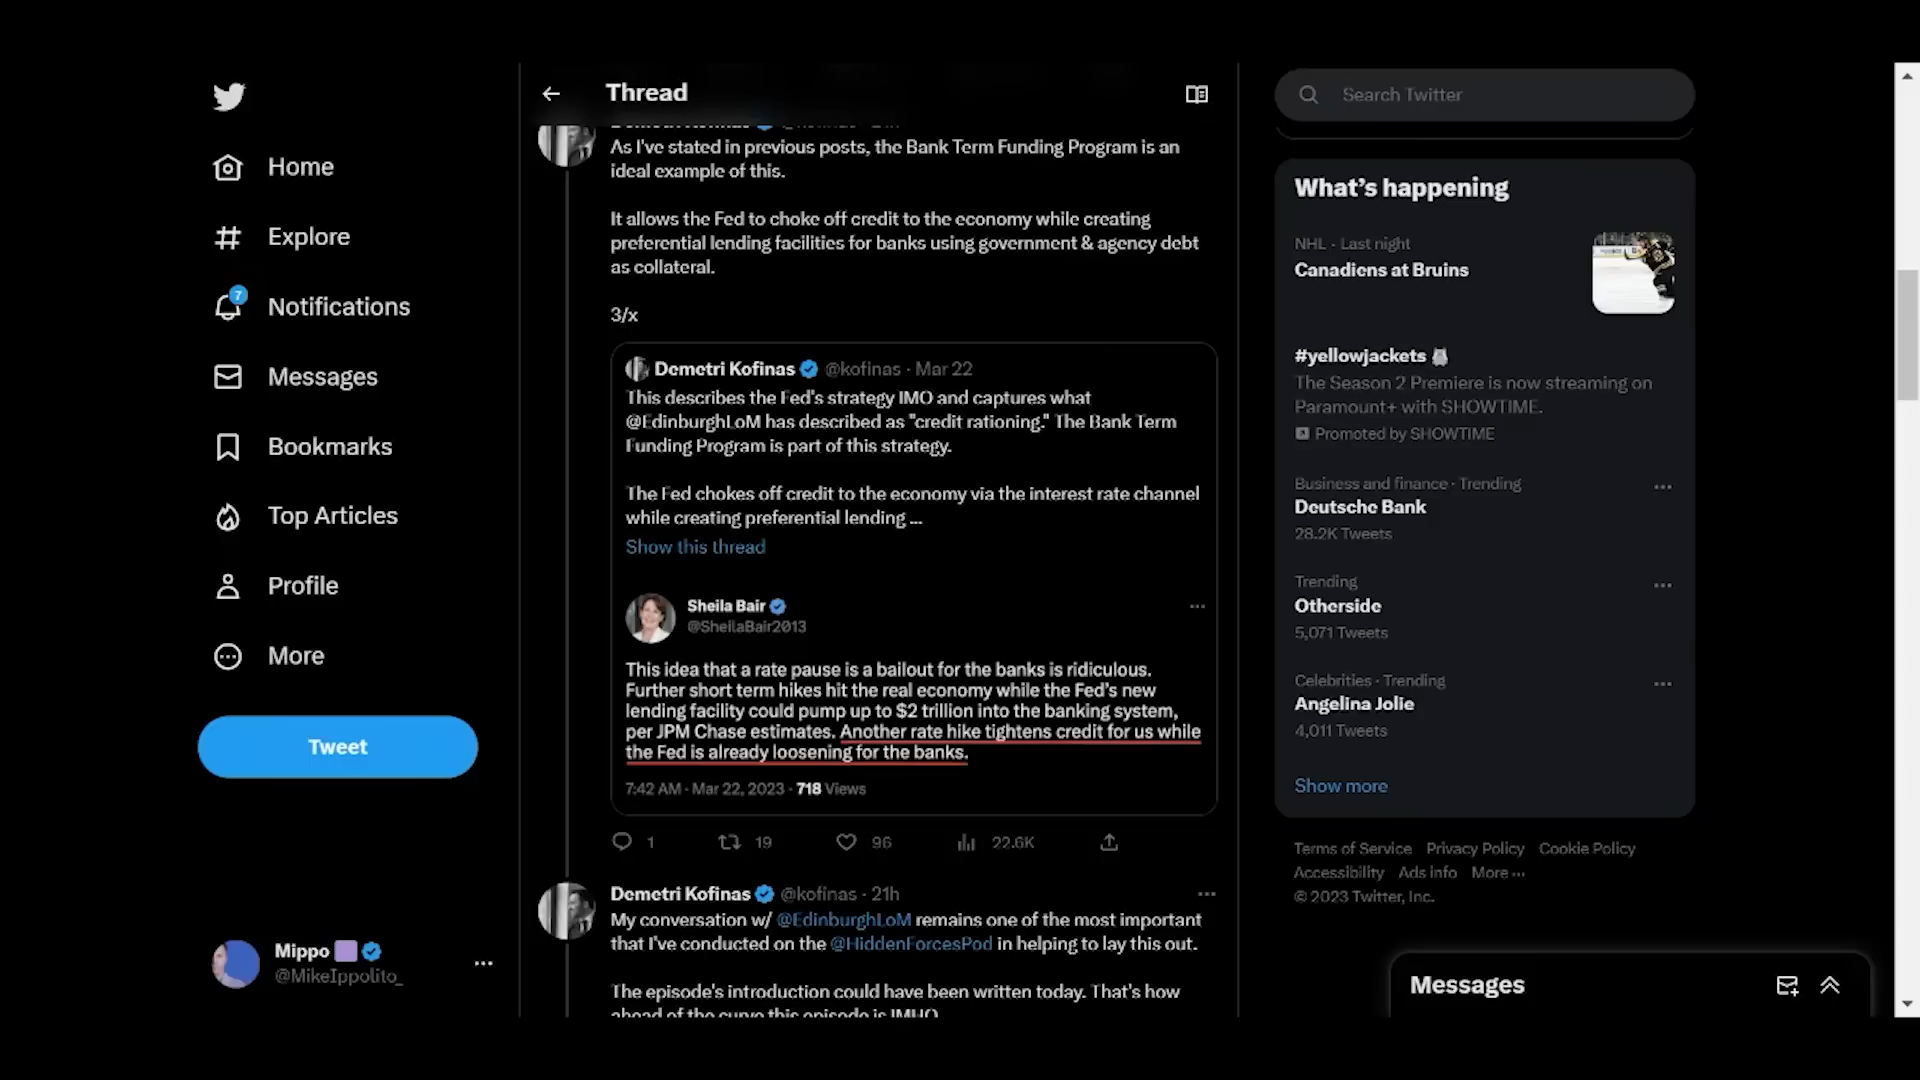 Home
Explore
7
Notifications
Messages
Bookmarks
Top Articles
Profile
More
Tweet
Mippo
@MikeIppolito_
Thread
As I've stated in previous posts, the Bank Term Funding Program is an
ideal example of this.
It allows the Fed to choke off credit to the economy while creating
preferential lending facilities for banks using government & agency debt
as collateral.
3/x
Demetri Kofinas @kofinas · Mar 22
This describes the Fed's strategy IMO and captures what
@EdinburghLoM has described as "credit rationing." The Bank Term
Funding Program is part of this strategy.
The Fed chokes off credit to the economy via the interest rate channel
while creating preferential lending ...
Show this thread
Sheila Bair
@SheilaBair2013
This idea that a rate pause is a bailout for the banks is ridiculous.
Further short term hikes hit the real economy while the Fed's new
lending facility could pump up to $2 trillion into the banking system,
per JPM Chase estimates. Another rate hike tightens credit for us while
the Fed is already loosening for the banks.
7:42 AM · Mar 22, 2023 · 718 Views
1 19 96 22.6K
Demetri Kofinas @kofinas · 21h
My conversation w/ @EdinburghLoM remains one of the most important
that I've conducted on the @HiddenForcesPod in helping to lay this out.
The episode's introduction could have been written today. That's how
ahead of the curve this episode is IMHO.
Search Twitter
What's happening
NHL · Last night
Canadiens at Bruins
#yellowjackets
The Season 2 Premiere is now streaming on
Paramount+ with SHOWTIME.
Promoted by SHOWTIME
Business and finance · Trending
Deutsche Bank
28.2K Tweets
Trending
Otherside
5,071 Tweets
Celebrities · Trending
Angelina Jolie
4,011 Tweets
Show more
Terms of Service Privacy Policy Cookie Policy
Accessibility Ads info More ...
© 2023 Twitter, Inc.
Messages